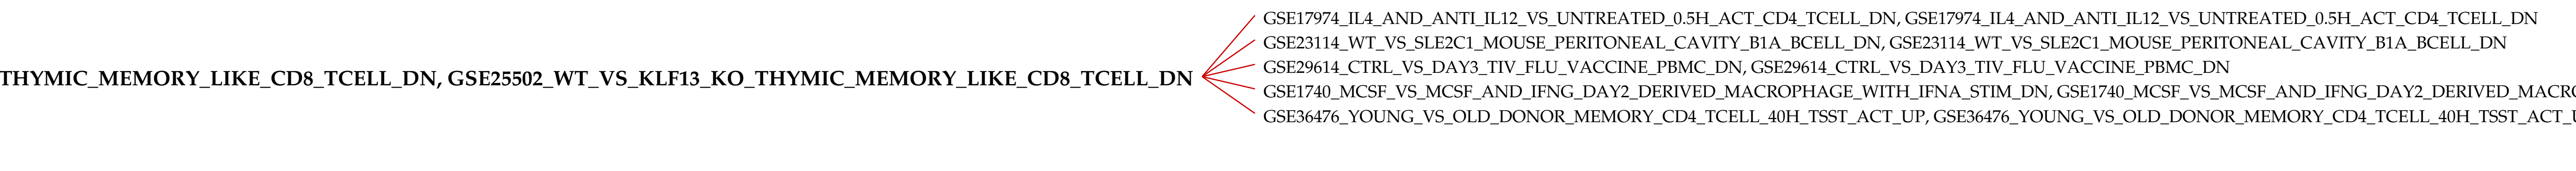 GSE17974_IL4_AND_ANTI_IL12_VS_UNTREATED_0.5H_ACT_CD4_TCELL_DN, GSE17974_IL4_AND_ANTI_IL12_VS_UNTREATED_0.5H_ACT_CD4_TCELL_DN
GSE23114_WT_VS_SLE2C1_MOUSE_PERITONEAL_CAVITY_B1A_BCELL_DN, GSE23114_WT_VS_SLE2C1_MOUSE_PERITONEAL_CAVITY_B1A_BCELL_DN
GSE29614_CTRL_VS_DAY3_TIV_FLU_VACCINE_PBMC_DN, GSE29614_CTRL_VS_DAY3_TIV_FLU_VACCINE_PBMC_DN
THYMIC_MEMORY_LIKE_CD8_TCELL_DN, GSE25502_WT_VS_KLF13_KO_THYMIC_MEMORY_LIKE_CD8_TCELL_DN
GSE1740_MCSF_VS_MCSF_AND_IFNG_DAY2_DERIVED_MACROPHAGE_WITH_IFNA_STIM_DN, GSE1740_MCSF_VS_MCSF_AND_IFNG_DAY2_DERIVED_MACRO
GSE36476_YOUNG_VS_OLD_DONOR_MEMORY_CD4_TCELL_40H_TSST_ACT_UP, GSE36476_YOUNG_VS_OLD_DONOR_MEMORY_CD4_TCELL_40H_TSST_ACT_U